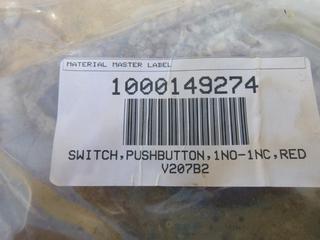 MATERIAL MASTER LABEL
1000149274
SWITCH,PUSHBUTTON,1NO-1NC,RED
V207B2